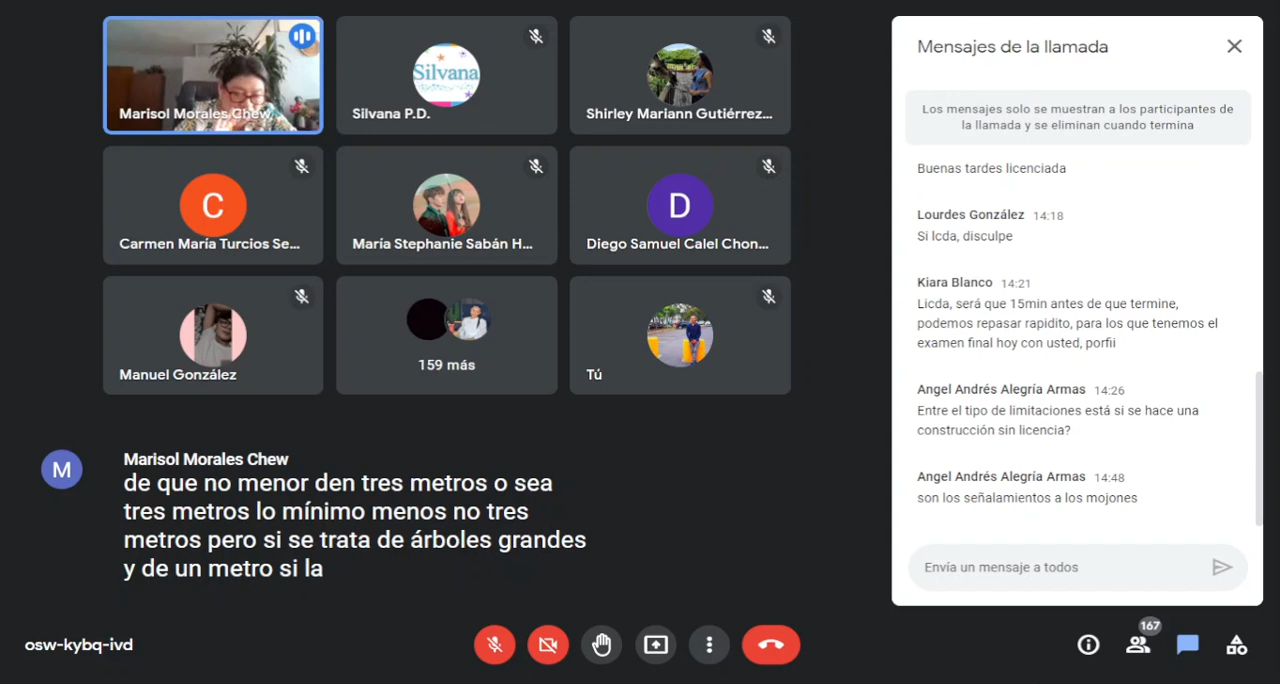 Marisol Morales Chew
Silvana
Silvana P.D.
Shirley Mariann Gutiérrez...
C
Carmen María Turcios Se...
María Stephanie Sabán H...
D
Diego Samuel Calel Chon...
Manuel González
159 más
Tú
M
Marisol Morales Chew
de que no menor den tres metros o sea
tres metros lo mínimo menos no tres
metros pero si se trata de árboles grandes
y de un metro si la
osw-kybq-ivd
Mensajes de la llamada
Los mensajes solo se muestran a los participantes de
la llamada y se eliminan cuando termina
Buenas tardes licenciada
Lourdes González 14:18
Si lcda, disculpe
Kiara Blanco 14:21
Licda, será que 15min antes de que termine,
podemos repasar rapidito, para los que tenemos el
examen final hoy con usted, porfii
Angel Andrés Alegría Armas 14:26
Entre el tipo de limitaciones está si se hace una
construcción sin licencia?
Angel Andrés Alegría Armas 14:48
son los señalamientos a los mojones
Envía un mensaje a todos
167